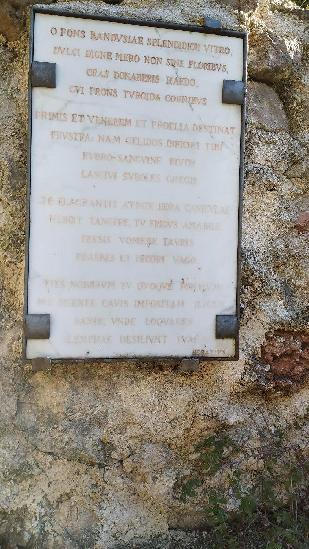 O FONS BANDVSIAE SPLENDIDIOR VITRO
DVLCI DIGNE MERO NON SINE FLORIBVS,
CRAS DONABERIS HAEDO,
CVI FRONS TVRGIDA CORNIBVS
PRIMIS ET VENEREM ET PROELIA DESTINAT
FRVSTRA: NAM GELIDOS INFICIET TIBI
RVBRO SANGVINE RIVOS
LASCIVI SVBOLES GREGIS
TE FLAGRANTIS ATROX HORA CANICVLAE
NESCIT TANGERE, TV FRIGVS AMABILE
FESSIS VOMERE TAVRIS
PRAEBES ET PECORI VAGO
FIES NOBILIVM TV QVOQVE FONTIVM
ME DICENTE CAVIS IMPOSITAM ILICEM
SAXIS, VNDE LOQVACES
LYMPHAE DESILIVNT TVAE